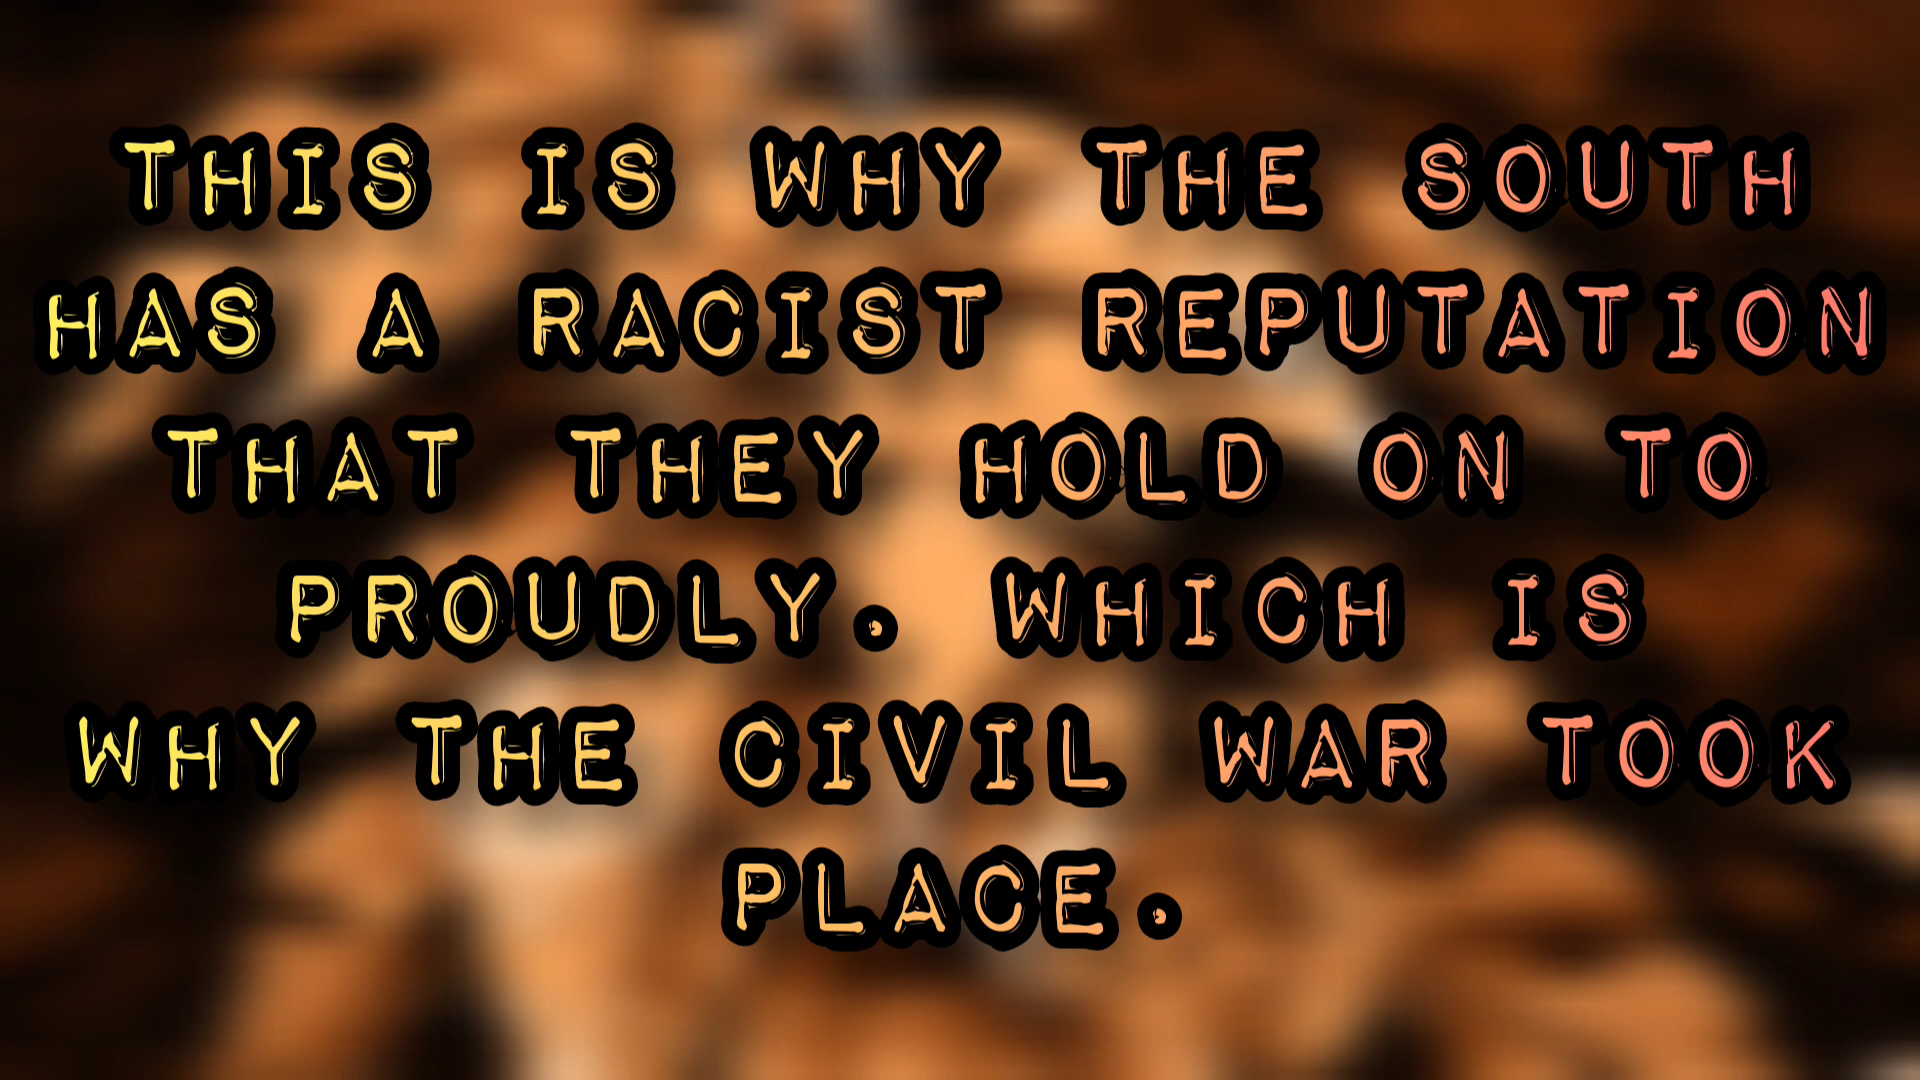 THIS IS WHY THE SOUTH
HAS A RACIST REPUTATION
THAT THEY HOLD ON TO
PROUDLY. WHICH IS
WHY THE CIVIL WAR TOOK
PLACE.